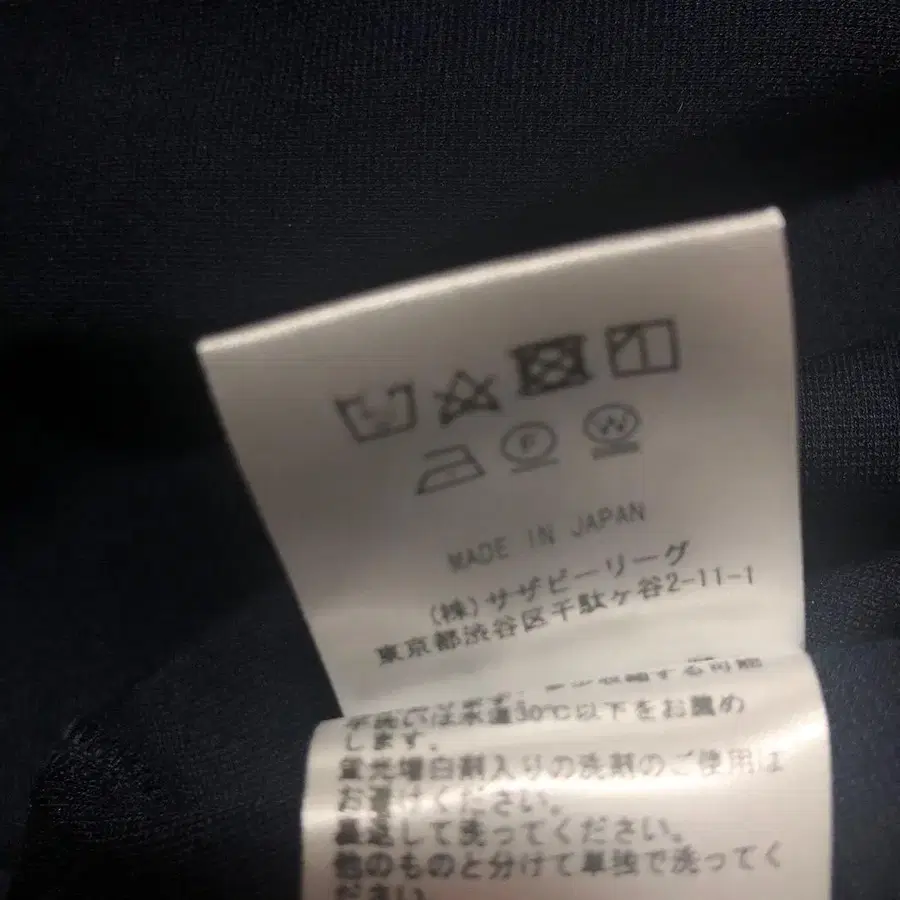 F
W
MADE IN JAPAN
(株)サザビーリーグ
東京都渋谷区千駄ケ谷2-11-1
手洗いは水温30℃以下をお薦め
します。
蛍光増白剤入りの洗剤のご使用は
お避けください。
裏返して洗ってください。
他のものと分けて単独で洗ってく
ださい。